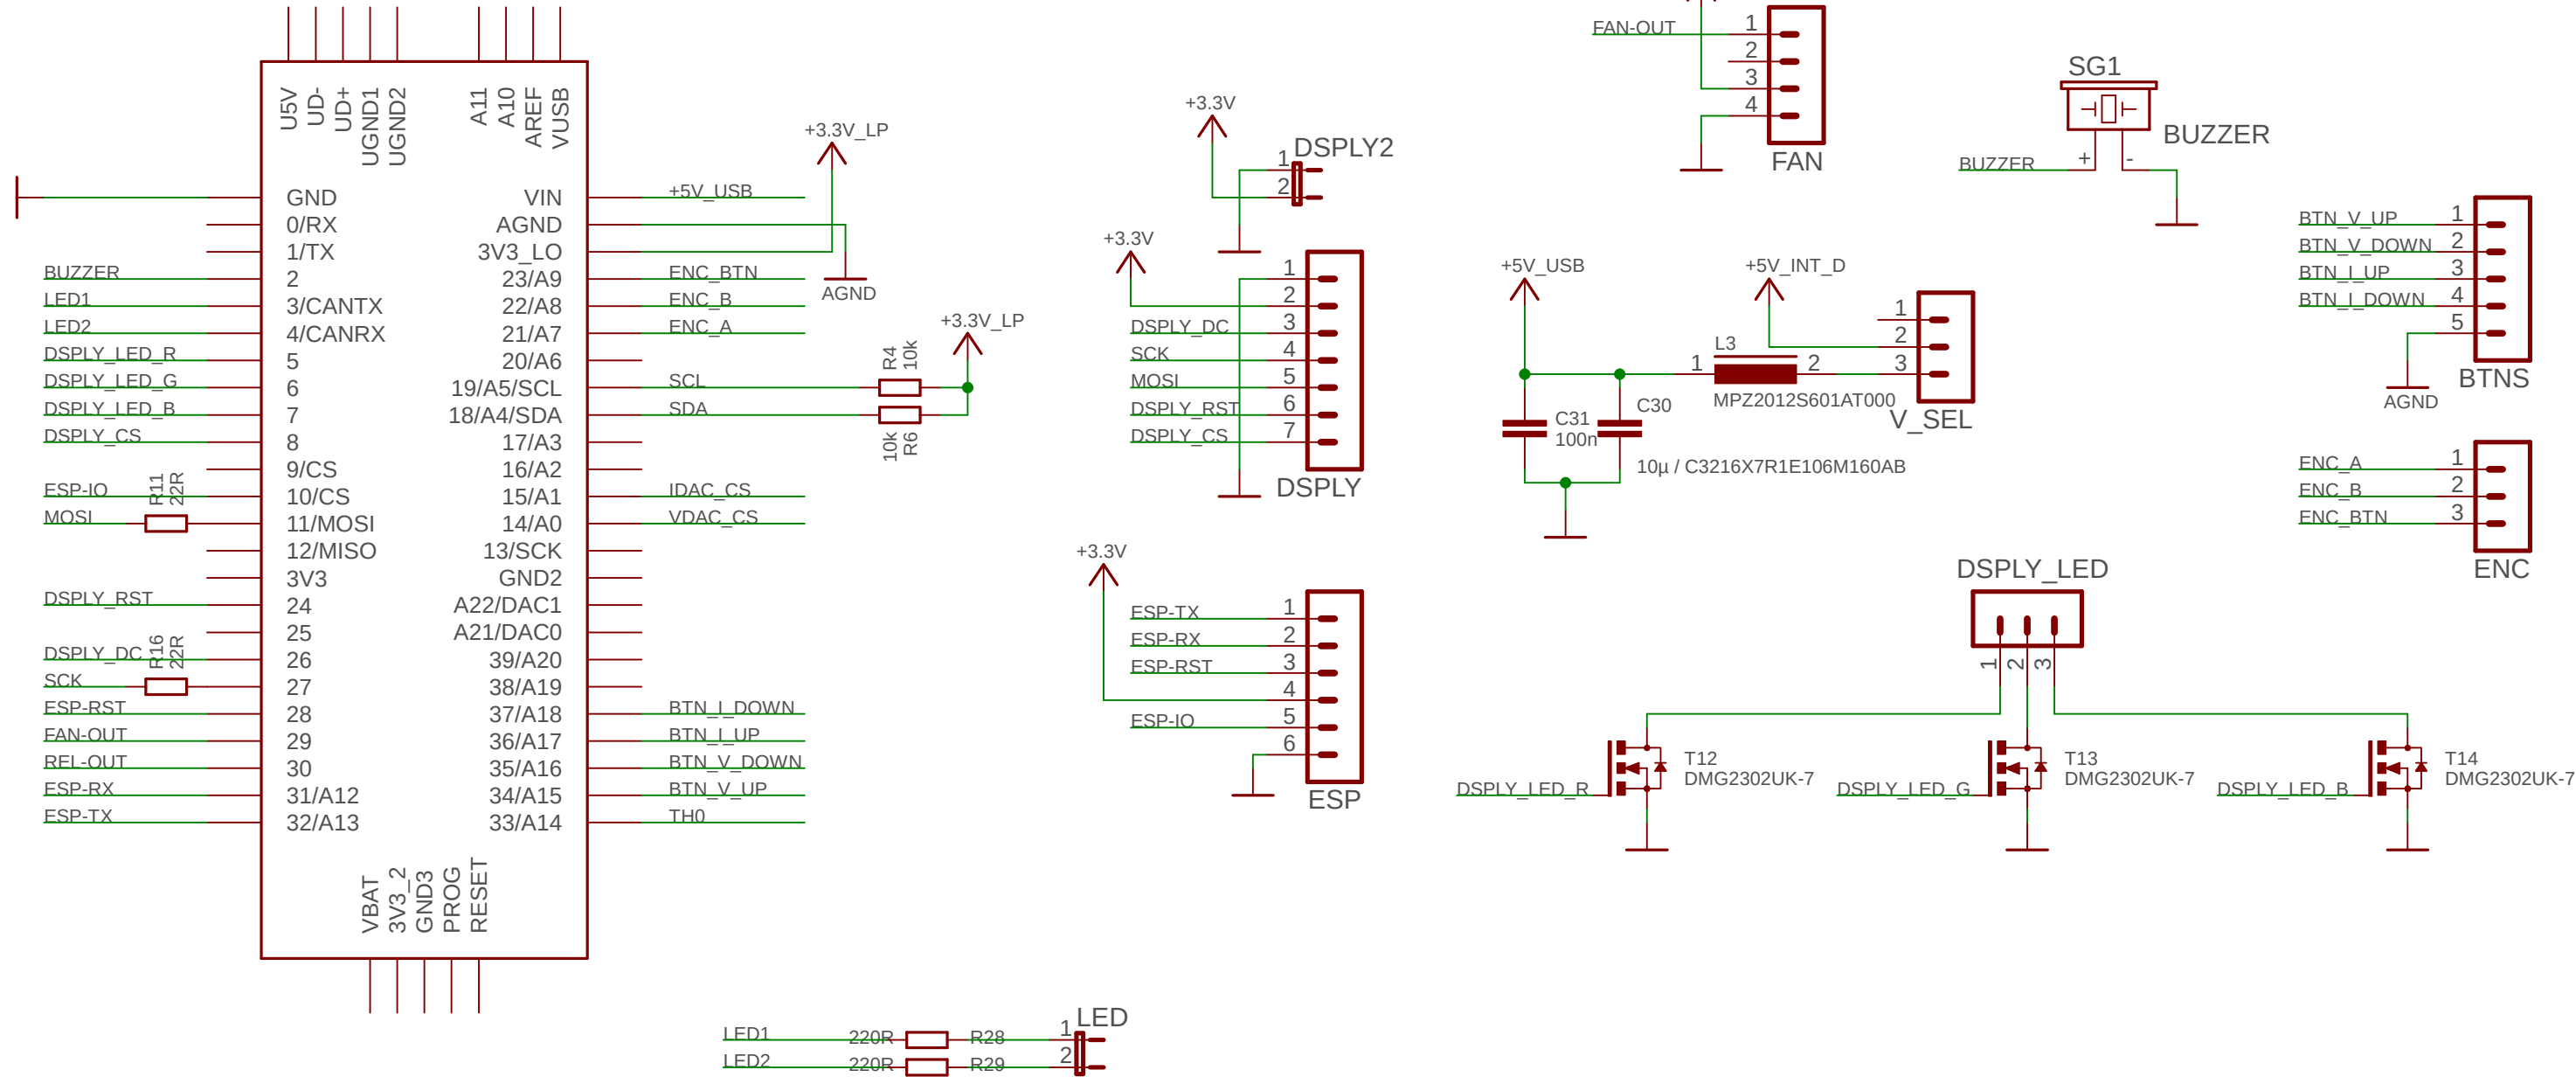 U5V
UD-
UD+
UGND1
UGND2
A11
A10
AREF
VUSB
GND
0/RX
1/TX
BUZZER
2
LED1
3/CANTX
LED2
4/CANRX
DSPLY_LED_R
5
DSPLY_LED_G
6
DSPLY_LED_B
7
DSPLY_CS
8
9/CS
ESP-IO
10/CS
R11
22R
MOSI
11/MOSI
12/MISO
3V3
DSPLY_RST
24
25
DSPLY_DC
26
R16
22R
SCK
27
ESP-RST
28
FAN-OUT
29
REL-OUT
30
ESP-RX
31/A12
ESP-TX
32/A13
VIN
+5V_USB
AGND
3V3_LO
23/A9
ENC_BTN
22/A8
ENC_B
21/A7
ENC_A
20/A6
19/A5/SCL
SCL
18/A4/SDA
SDA
17/A3
16/A2
15/A1
IDAC_CS
14/A0
VDAC_CS
13/SCK
GND2
A22/DAC1
A21/DAC0
39/A20
38/A19
37/A18
BTN_I_DOWN
36/A17
BTN_I_UP
35/A16
BTN_V_DOWN
34/A15
BTN_V_UP
33/A14
TH0
VBAT
3V3_2
GND3
PROG
RESET
+3.3V_LP
AGND
+3.3V_LP
R4
10k
10k
R6
LED1
220R
R28
1
LED
LED2
220R
R29
2
+3.3V
DSPLY2
1
2
+3.3V
1
2
DSPLY_DC
3
SCK
4
MOSI
5
DSPLY_RST
6
DSPLY_CS
7
DSPLY
+3.3V
ESP-TX
1
ESP-RX
2
ESP-RST
3
4
ESP-IO
5
6
ESP
FAN-OUT
1
2
3
4
FAN
SG1
BUZZER
BUZZER
+
-
+5V_USB
+5V_INT_D
L3
1
2
MPZ2012S601AT000
1
2
3
V_SEL
C31
100n
C30
10µ / C3216X7R1E106M160AB
BTN_V_UP
1
BTN_V_DOWN
2
BTN_I_UP
3
BTN_I_DOWN
4
5
BTNS
AGND
ENC_A
1
ENC_B
2
ENC_BTN
3
ENC
DSPLY_LED
1
2
3
DSPLY_LED_R
T12
DMG2302UK-7
DSPLY_LED_G
T13
DMG2302UK-7
DSPLY_LED_B
T14
DMG2302UK-7